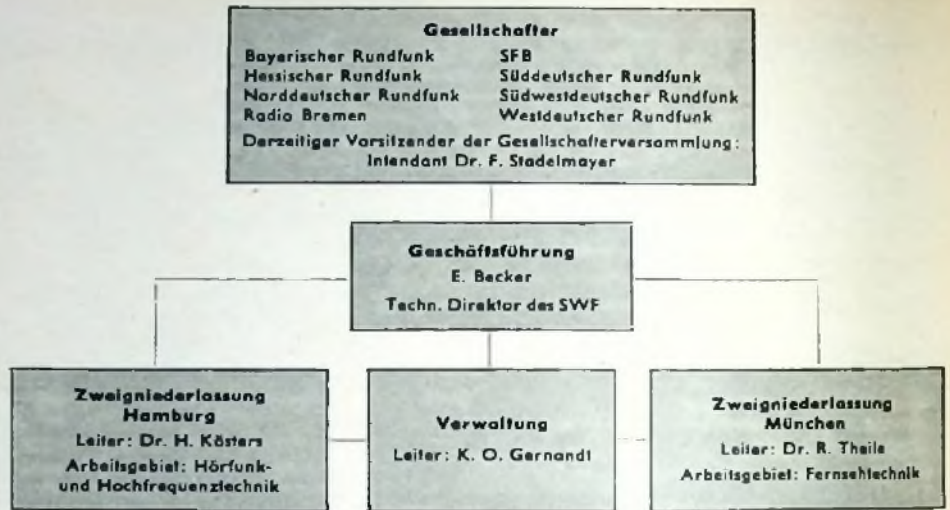 Gesellschafter
Bayerischer Rundfunk SFB
Hessischer Rundfunk Süddeutscher Rundfunk
Norddeutscher Rundfunk Südwestdeutscher Rundfunk
Radio Bremen Westdeutscher Rundfunk
Derzeitiger Vorsitzender der Gesellschafterversammlung:
Intendant Dr. F. Stadelmayer
Geschäftsführung
E. Becker
Techn. Direktor des SWF
Zweigniederlassung
Hamburg
Leiter: Dr. H. Kösters
Arbeitsgebiet: Hörfunk-
und Hochfrequenztechnik
Verwaltung
Leiter: K. O. Gernandt
Zweigniederlassung
München
Leiter: Dr. R. Theile
Arbeitsgebiet: Fernsehtechnik